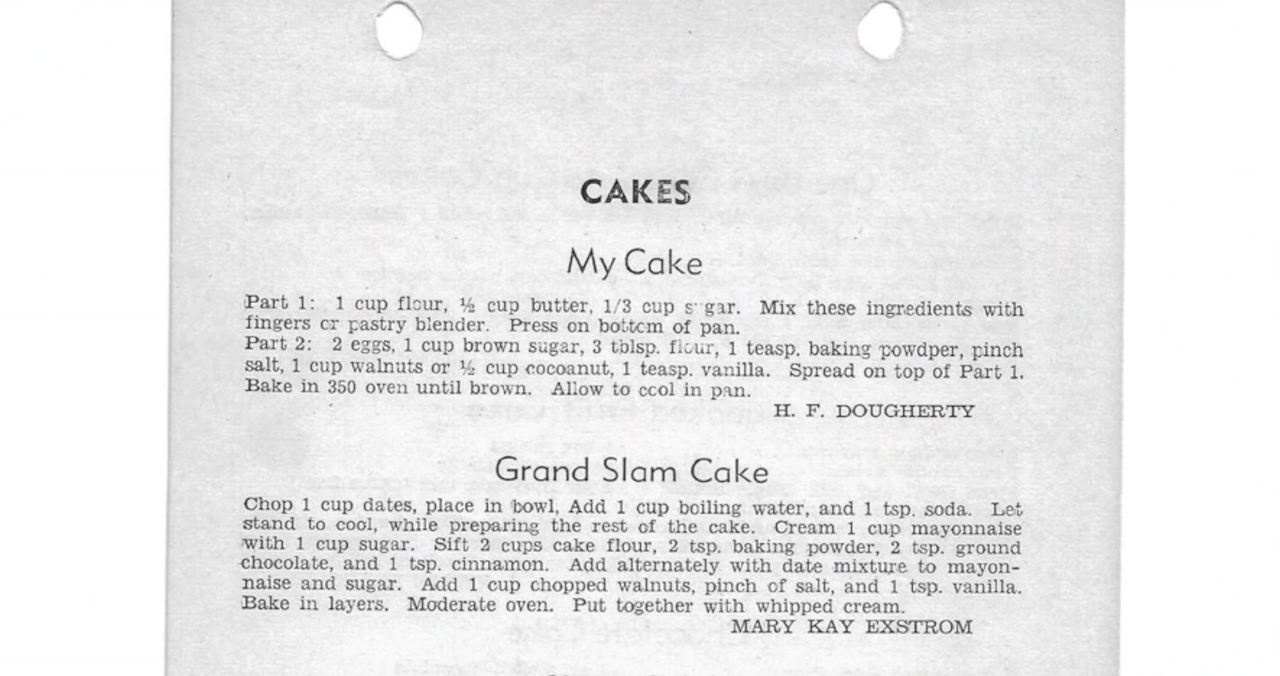 CAKES
My Cake
Part 1: 1 cup flour, ½ cup butter, 1/3 cup sugar. Mix these ingredients with
fingers or pastry blender. Press on bottom of pan.
Part 2: 2 eggs, 1 cup brown sugar, 3 tblsp. flour, 1 teasp. baking powdper, pinch
salt, 1 cup walnuts or ½ cup cocoanut, 1 teasp. vanilla. Spread on top of Part 1.
Bake in 350 oven until brown. Allow to cool in pan.
H. F. DOUGHERTY
Grand Slam Cake
Chop 1 cup dates, place in bowl, Add 1 cup boiling water, and 1 tsp. soda. Let
stand to cool, while preparing the rest of the cake. Cream 1 cup mayonnaise
with 1 cup sugar. Sift 2 cups cake flour, 2 tsp. baking powder, 2 tsp. ground
chocolate, and 1 tsp. cinnamon. Add alternately with date mixture to mayon-
naise and sugar. Add 1 cup chopped walnuts, pinch of salt, and 1 tsp. vanilla.
Bake in layers. Moderate oven. Put together with whipped cream.
MARY KAY EXSTROM